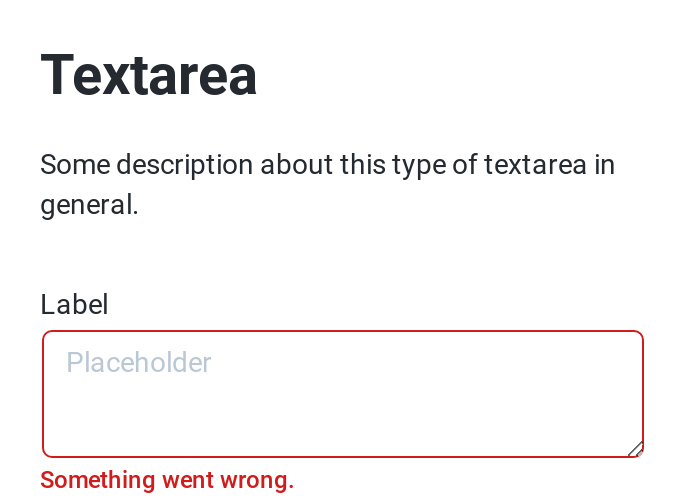 Textarea
Some description about this type of textarea in
general.
Label
Placeholder
Something went wrong.